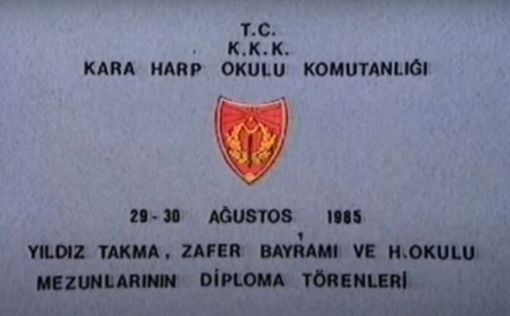 T.C.
K.K.K.
KARA HARP OKULU KOMUTANLIĞI
29-30 AĞUSTOS 1985
YILDIZ TAKMA, ZAFER BAYRAMI VE H.OKULU
MEZUNLARININ DİPLOMA TÖRENLERİ